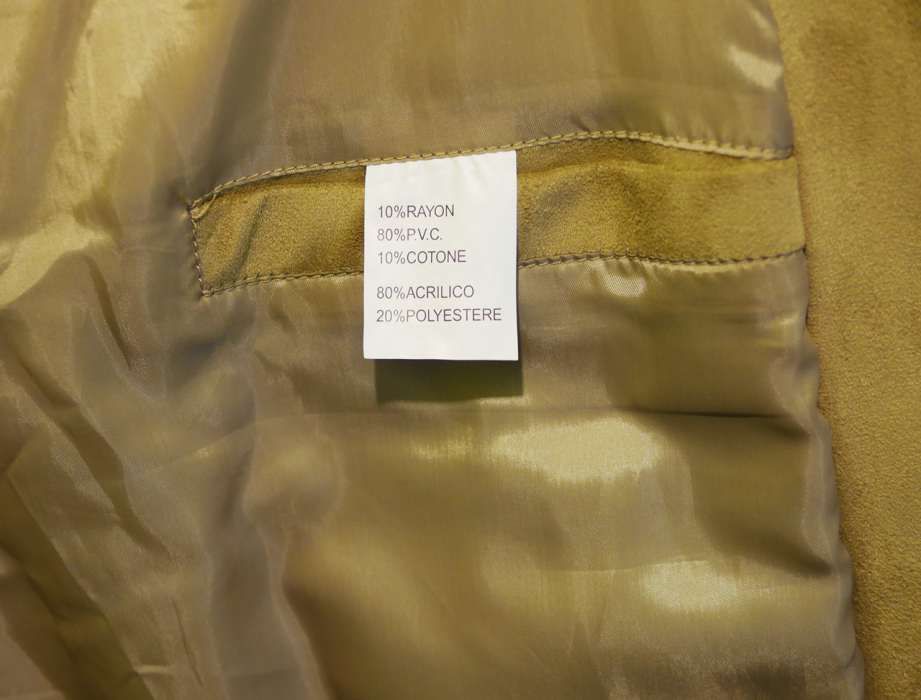 10%RAYON
80%P.V.C.
10%COTONE
80%ACRILICO
20%POLYESTERE